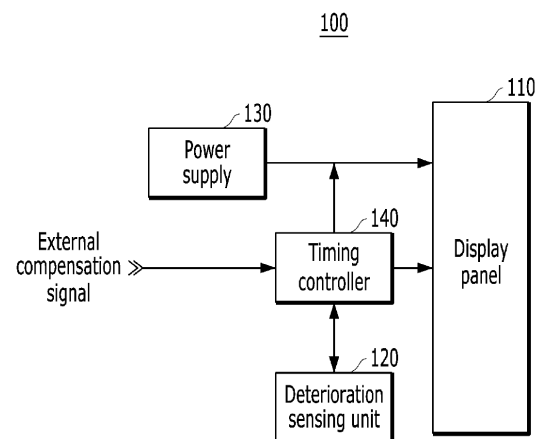 100
110
130
Power
supply
140
External
compensation
signal
Timing
controller
Display
panel
120
Deterioration
sensing unit